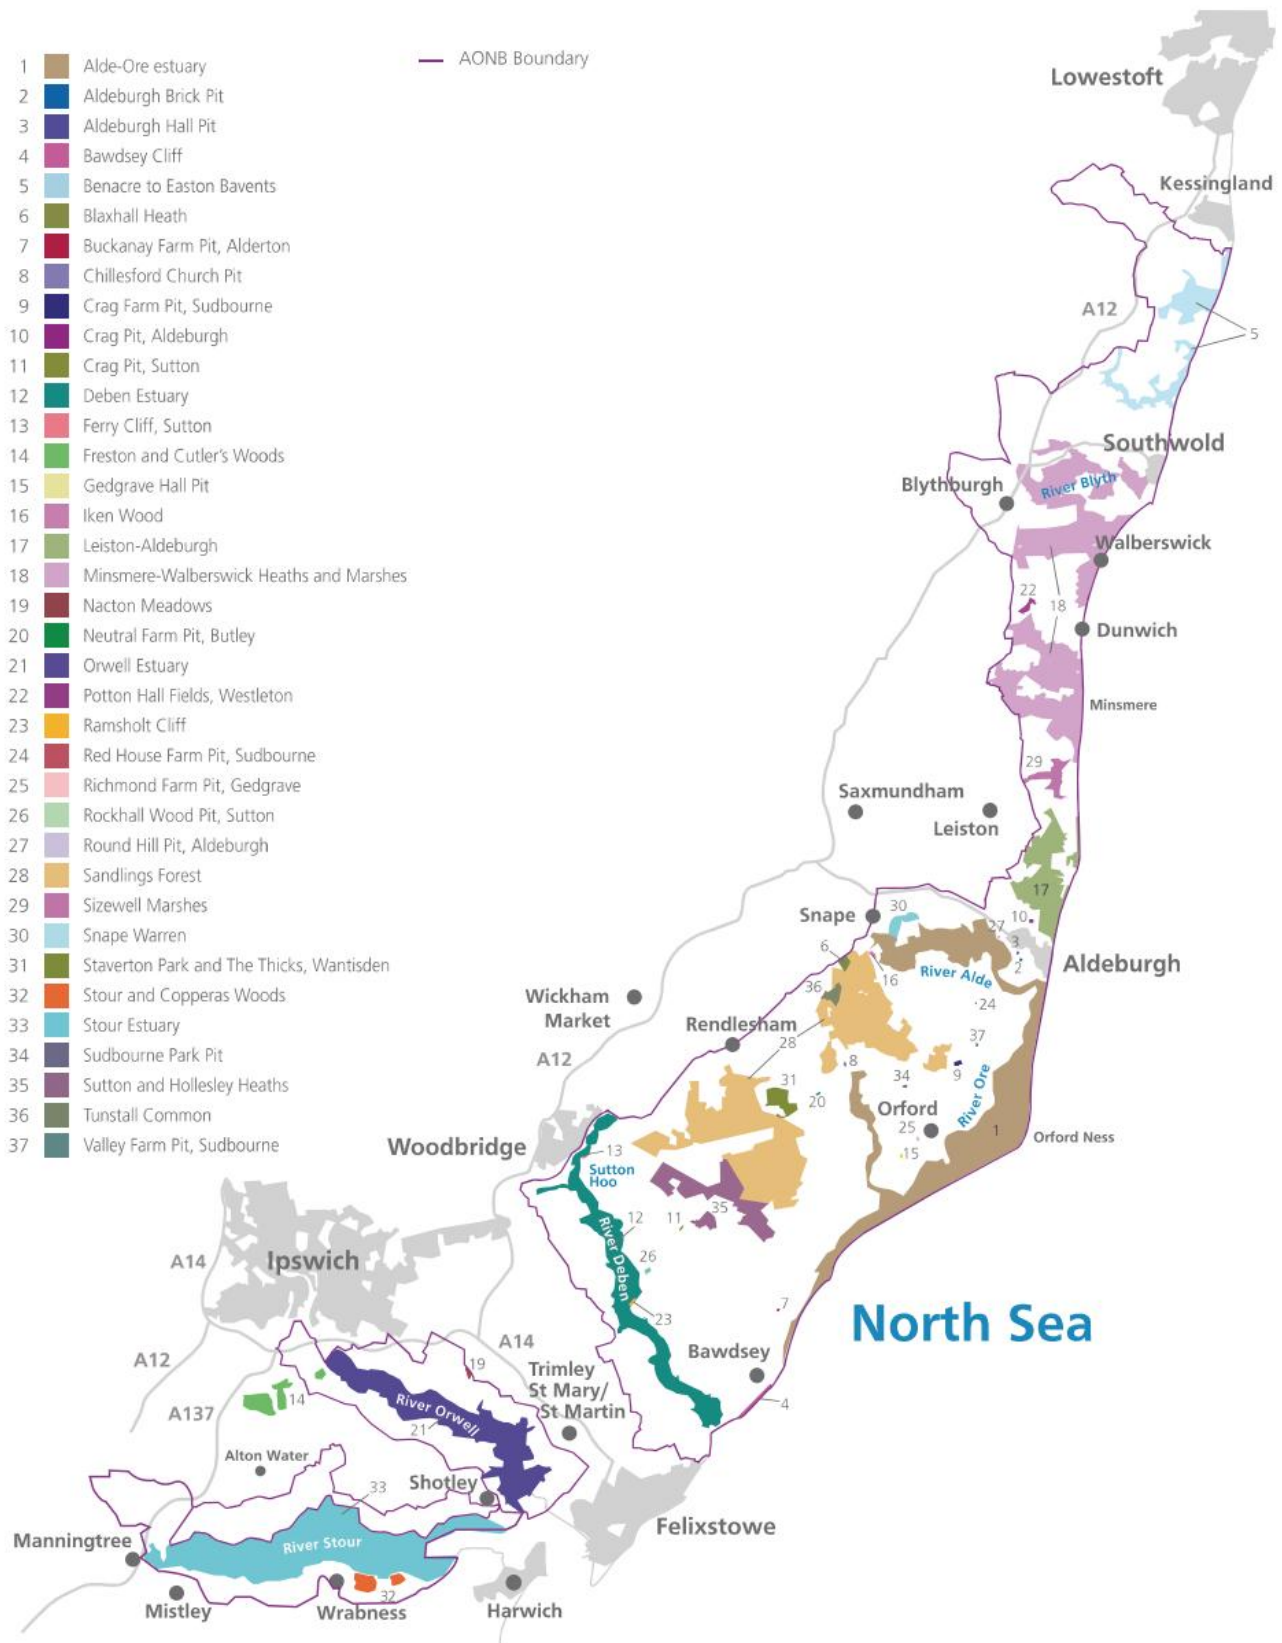 1 Alde-Ore estuary
2 Aldeburgh Brick Pit
3 Aldeburgh Hall Pit
4 Bawdsey Cliff
5 Benacre to Easton Bavents
6 Blaxhall Heath
7 Buckanay Farm Pit, Alderton
8 Chillesford Church Pit
9 Crag Farm Pit, Sudbourne
10 Crag Pit, Aldeburgh
11 Crag Pit, Sutton
12 Deben Estuary
13 Ferry Cliff, Sutton
14 Freston and Cutler's Woods
15 Gedgrave Hall Pit
16 Iken Wood
17 Leiston-Aldeburgh
18 Minsmere-Walberswick Heaths and Marshes
19 Nacton Meadows
20 Neutral Farm Pit, Butley
21 Orwell Estuary
22 Potton Hall Fields, Westleton
23 Ramsholt Cliff
24 Red House Farm Pit, Sudbourne
25 Richmond Farm Pit, Gedgrave
26 Rockhall Wood Pit, Sutton
27 Round Hill Pit, Aldeburgh
28 Sandlings Forest
29 Sizewell Marshes
30 Snape Warren
31 Staverton Park and The Thicks, Wantisden
32 Stour and Copperas Woods
33 Stour Estuary
34 Sudbourne Park Pit
35 Sutton and Hollesley Heaths
36 Tunstall Common
37 Valley Farm Pit, Sudbourne
AONB Boundary
Lowestoft
Kessingland
A12
5
Southwold
Blythburgh
River Blyth
Walberswick
22
18
Dunwich
Minsmere
29
Saxmundham
Leiston
17
30
Snape
10
27
3
2
Aldeburgh
6
16
River Alde
36
24
Wickham
Market
Rendlesham
28
37
A12
8
9
34
31
20
River Ore
Orford
25
1
Orford Ness
15
Woodbridge
13
Sutton
Hoo
35
12
11
River Deben
26
A14
Ipswich
7
23
North Sea
A14
Bawdsey
A12
19
Trimley
St Mary/
St Martin
14
A137
River Orwell
21
4
Alton Water
Shotley
33
Felixstowe
Manningtree
River Stour
32
Mistley
Wrabness
Harwich